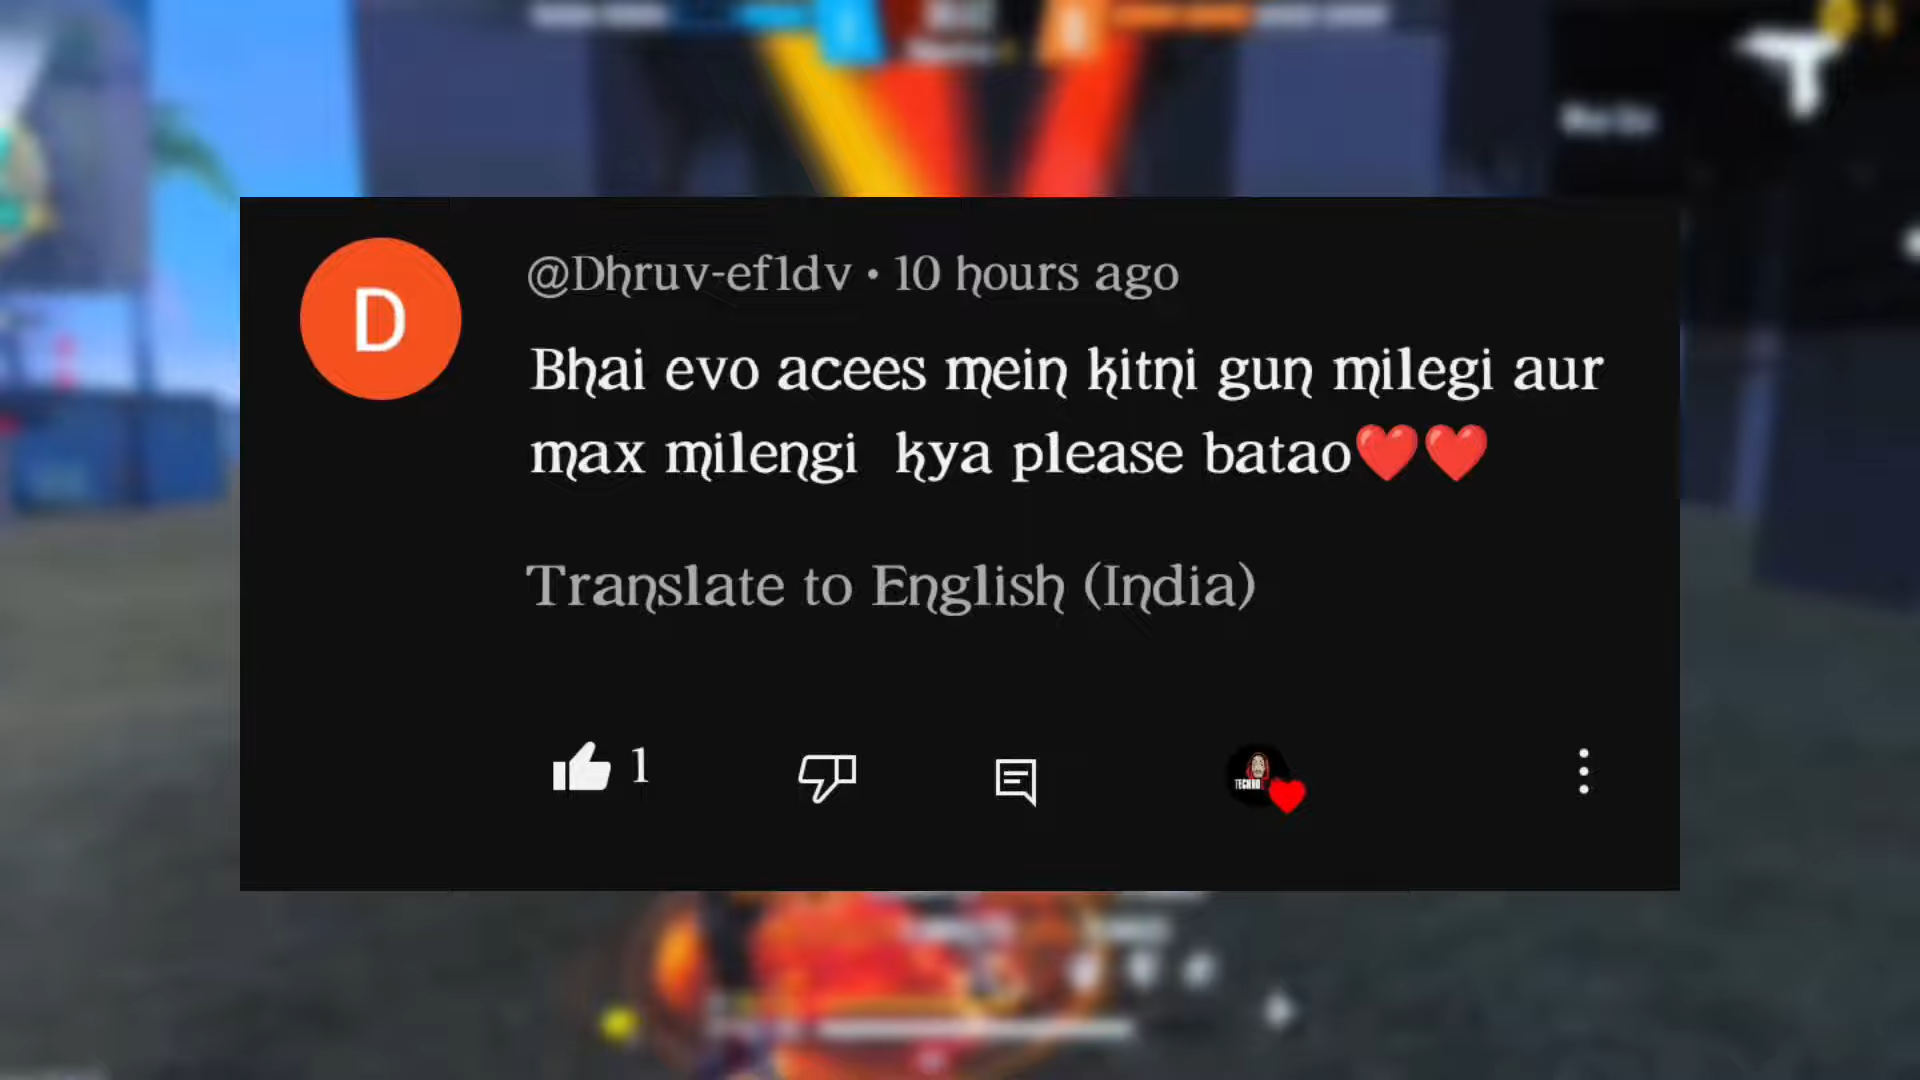 D
@Dhruv-ef1dv • 10 hours ago
Bhai evo acees mein kitni gun milegi aur
max milengi kya please batao❤️❤️
Translate to English (India)
1